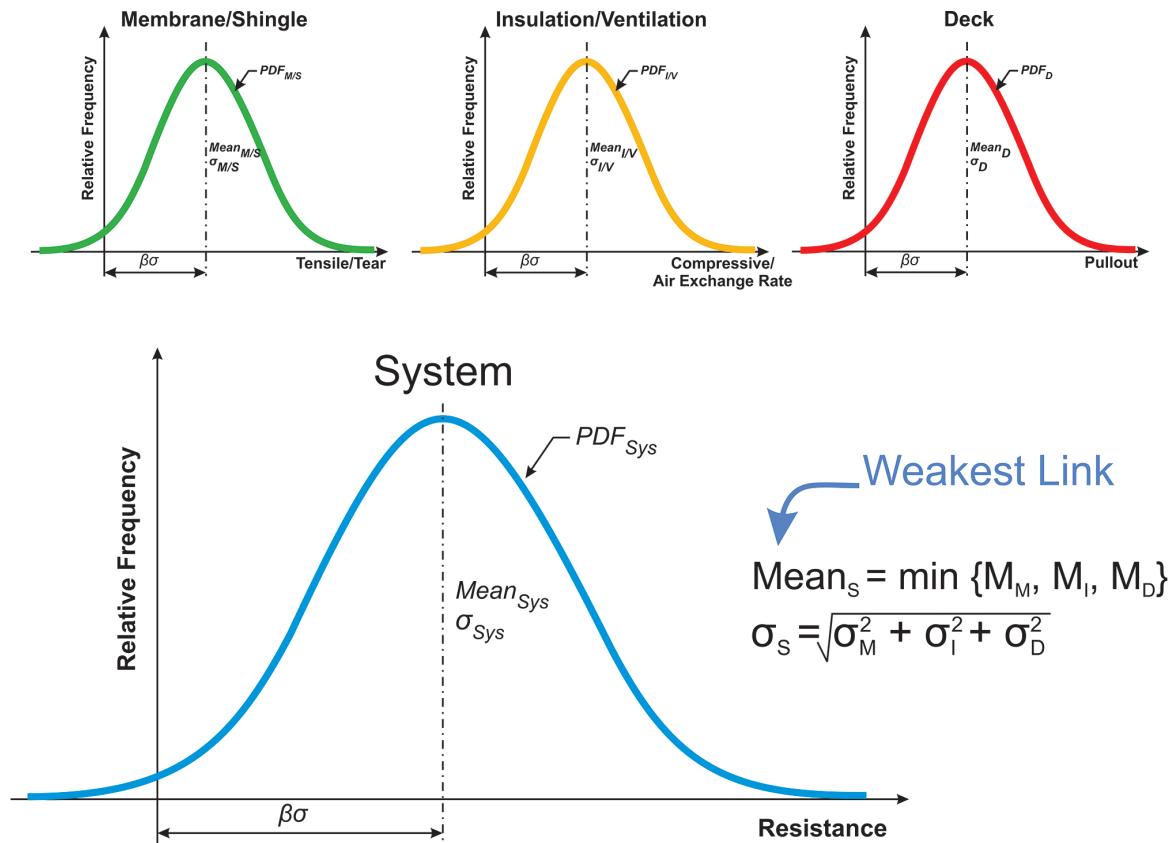 Membrane/Shingle
Relative Frequency
PDF_M/S
Mean_M/S
σ_M/S
βσ
Tensile/Tear
Insulation/Ventilation
Relative Frequency
PDF_I/V
Mean_I/V
σ_I/V
βσ
Compressive/
Air Exchange Rate
Deck
Relative Frequency
PDF_D
Mean_D
σ_D
βσ
Pullout
System
Relative Frequency
PDF_Sys
Mean_Sys
σ_Sys
βσ
Resistance
Weakest Link
Mean_S = min {M_M, M_I, M_D}
σ_S = √(σ_M² + σ_I² + σ_D²)